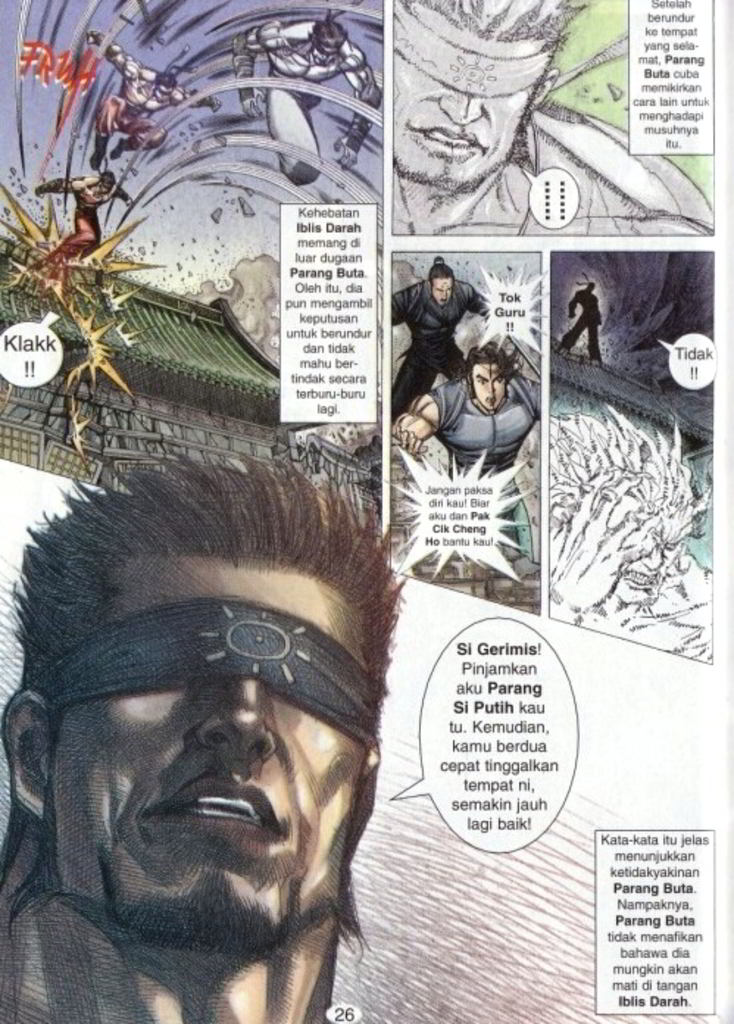 FRUH
Klakk
!!
Kehebatan
Iblis Darah
memang di
luar dugaan
Parang Buta.
Oleh itu, dia
pun mengambil
keputusan
untuk berundur
dan tidak
mahu ber-
tindak secara
terburu-buru
lagi.
Setelah
berundur
ke tempat
yang sela-
mat, Parang
Buta cuba
memikirkan
cara lain untuk
menghadapi
musuhnya
itu.
Tok
Guru
!!
Jangan paksa
diri kau! Biar
aku dan Pak
Cik Cheng
Ho bantu kau!
Tidak
!!
Si Gerimis!
Pinjamkan
aku Parang
Si Putih kau
tu. Kemudian,
kamu berdua
cepat tinggalkan
tempat ni,
semakin jauh
lagi baik!
Kata-kata itu jelas
menunjukkan
ketidakyakinan
Parang Buta.
Nampaknya,
Parang Buta
tidak menafikan
bahawa dia
mungkin akan
mati di tangan
Iblis Darah.
26